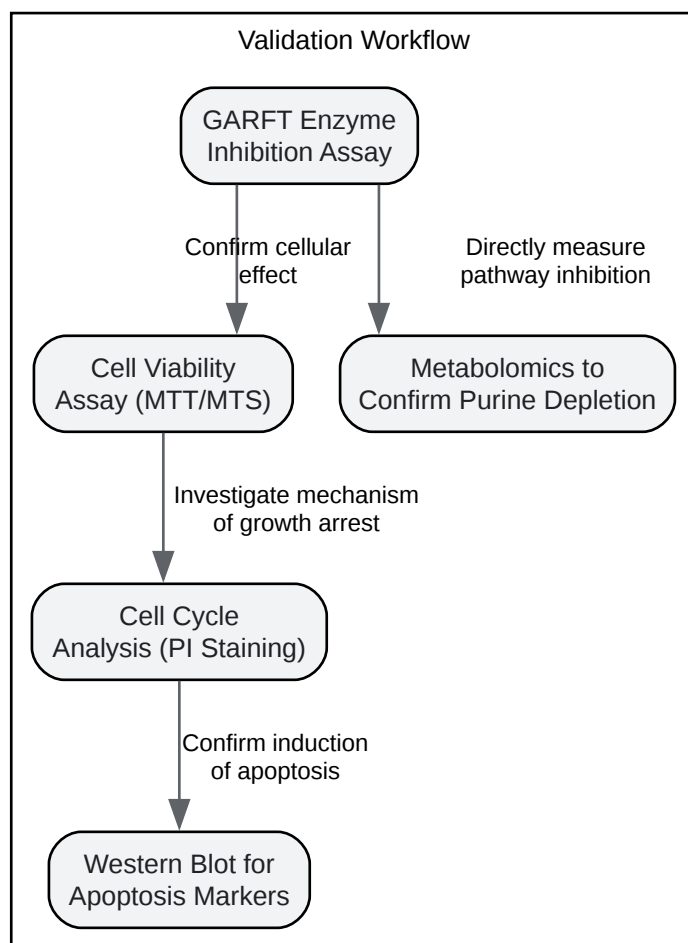 Validation Workflow
GARFT Enzyme
Inhibition Assay
Confirm cellular
effect
Directly measure
pathway inhibition
Cell Viability
Assay (MTT/MTS)
Metabolomics to
Confirm Purine Depletion
Investigate mechanism
of growth arrest
Cell Cycle
Analysis (PI Staining)
Confirm induction
of apoptosis
Western Blot for
Apoptosis Markers